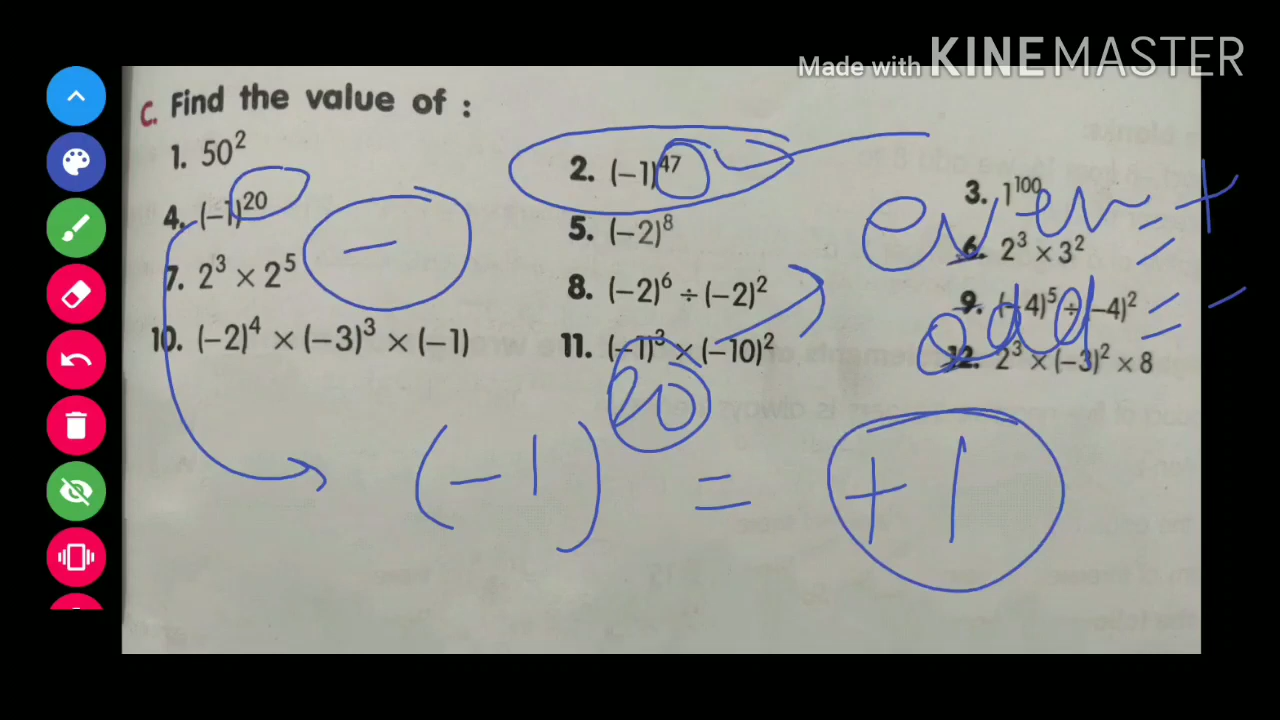 Made with KINEMASTER
C. Find the value of :
1. 50²
2. (−1)⁴⁷
3. 1¹⁰⁰
4. (−1)²⁰
5. (−2)⁸
6. 2³ × 3²
7. 2³ × 2⁵
8. (−2)⁶ ÷ (−2)²
9. (−4)⁵ ÷ (−4)²
10. (−2)⁴ × (−3)³ × (−1)
11. (−1)³ × (−10)²
12. 2³ × (−3)² × 8
−
even = +
odd = −
(−1)²⁰ = +1